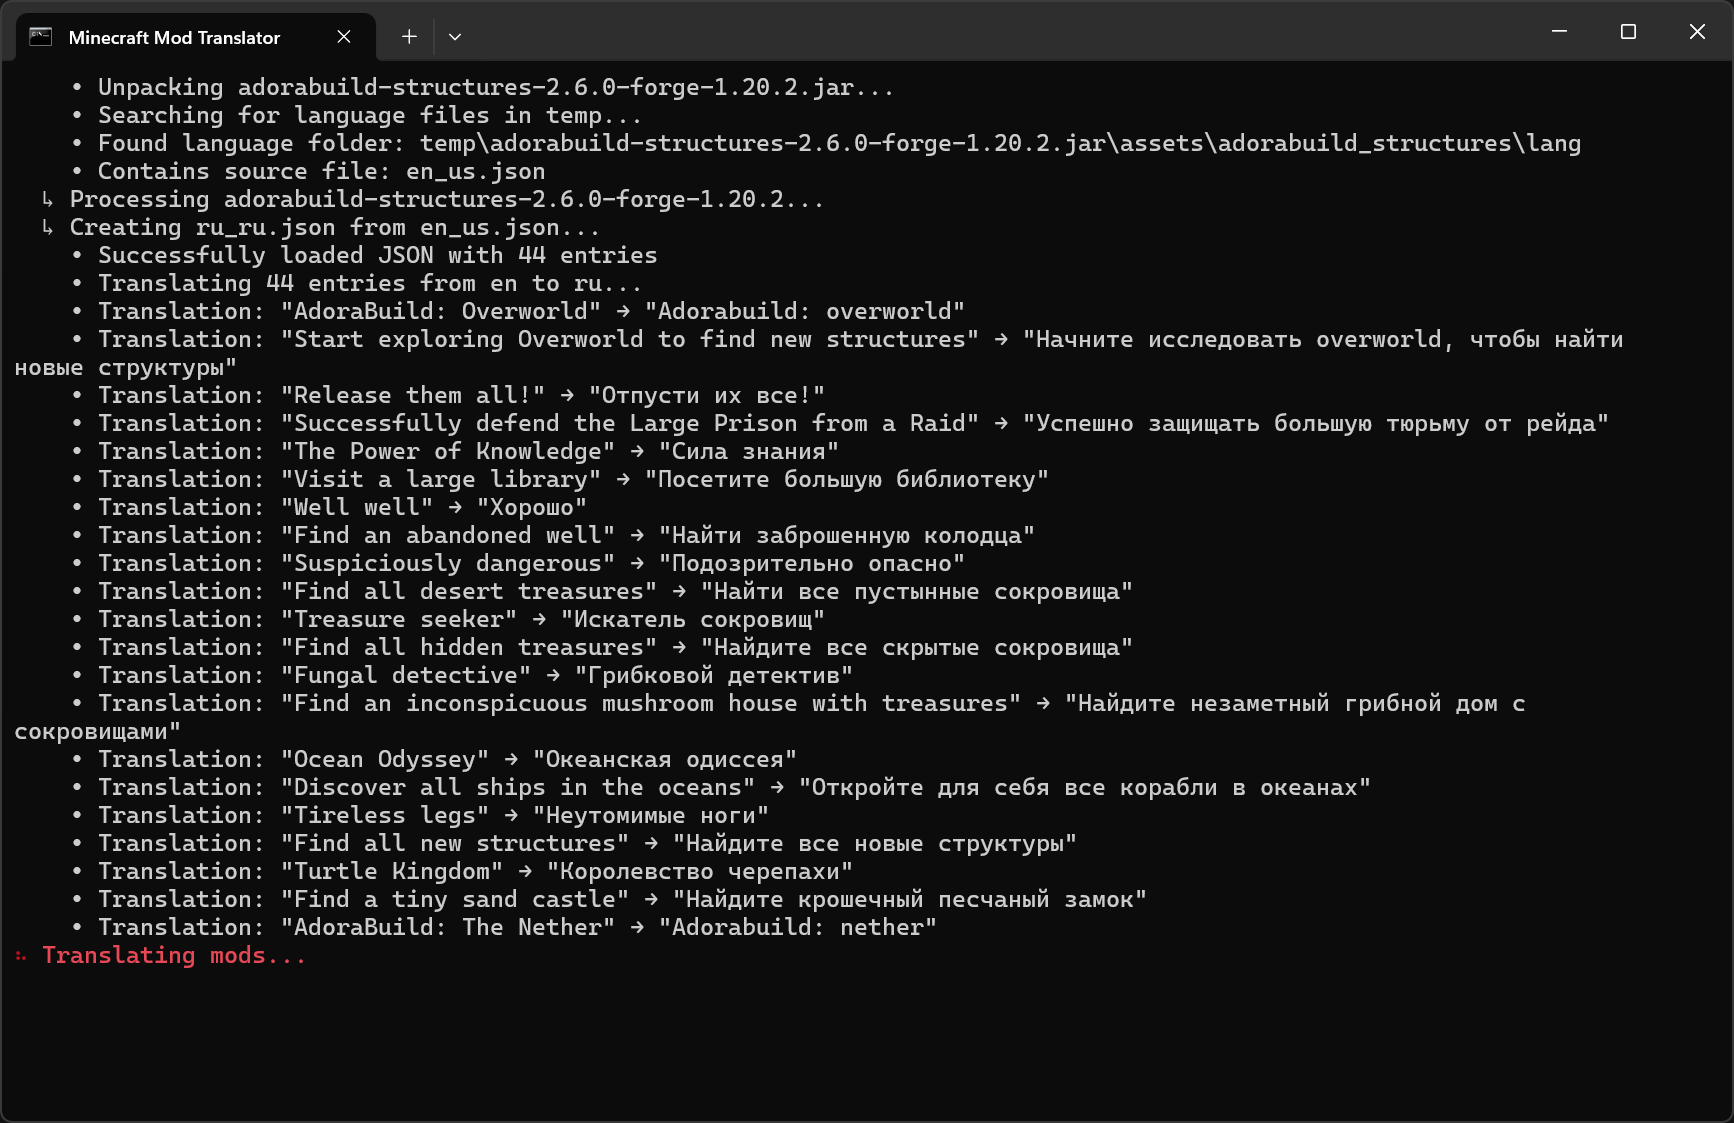 Minecraft Mod Translator
• Unpacking adorabuild-structures-2.6.0-forge-1.20.2.jar...
• Searching for language files in temp...
• Found language folder: temp\adorabuild-structures-2.6.0-forge-1.20.2.jar\assets\adorabuild_structures\lang
• Contains source file: en_us.json
↳ Processing adorabuild-structures-2.6.0-forge-1.20.2...
↳ Creating ru_ru.json from en_us.json...
• Successfully loaded JSON with 44 entries
• Translating 44 entries from en to ru...
• Translation: "AdoraBuild: Overworld" → "Adorabuild: overworld"
• Translation: "Start exploring Overworld to find new structures" → "Начните исследовать overworld, чтобы найти
новые структуры"
• Translation: "Release them all!" → "Отпусти их все!"
• Translation: "Successfully defend the Large Prison from a Raid" → "Успешно защищать большую тюрьму от рейда"
• Translation: "The Power of Knowledge" → "Сила знания"
• Translation: "Visit a large library" → "Посетите большую библиотеку"
• Translation: "Well well" → "Хорошо"
• Translation: "Find an abandoned well" → "Найти заброшенную колодца"
• Translation: "Suspiciously dangerous" → "Подозрительно опасно"
• Translation: "Find all desert treasures" → "Найти все пустынные сокровища"
• Translation: "Treasure seeker" → "Искатель сокровищ"
• Translation: "Find all hidden treasures" → "Найдите все скрытые сокровища"
• Translation: "Fungal detective" → "Грибковой детектив"
• Translation: "Find an inconspicuous mushroom house with treasures" → "Найдите незаметный грибной дом с
сокровищами"
• Translation: "Ocean Odyssey" → "Океанская одиссея"
• Translation: "Discover all ships in the oceans" → "Откройте для себя все корабли в океанах"
• Translation: "Tireless legs" → "Неутомимые ноги"
• Translation: "Find all new structures" → "Найдите все новые структуры"
• Translation: "Turtle Kingdom" → "Королевство черепахи"
• Translation: "Find a tiny sand castle" → "Найдите крошечный песчаный замок"
• Translation: "AdoraBuild: The Nether" → "Adorabuild: nether"
Translating mods...